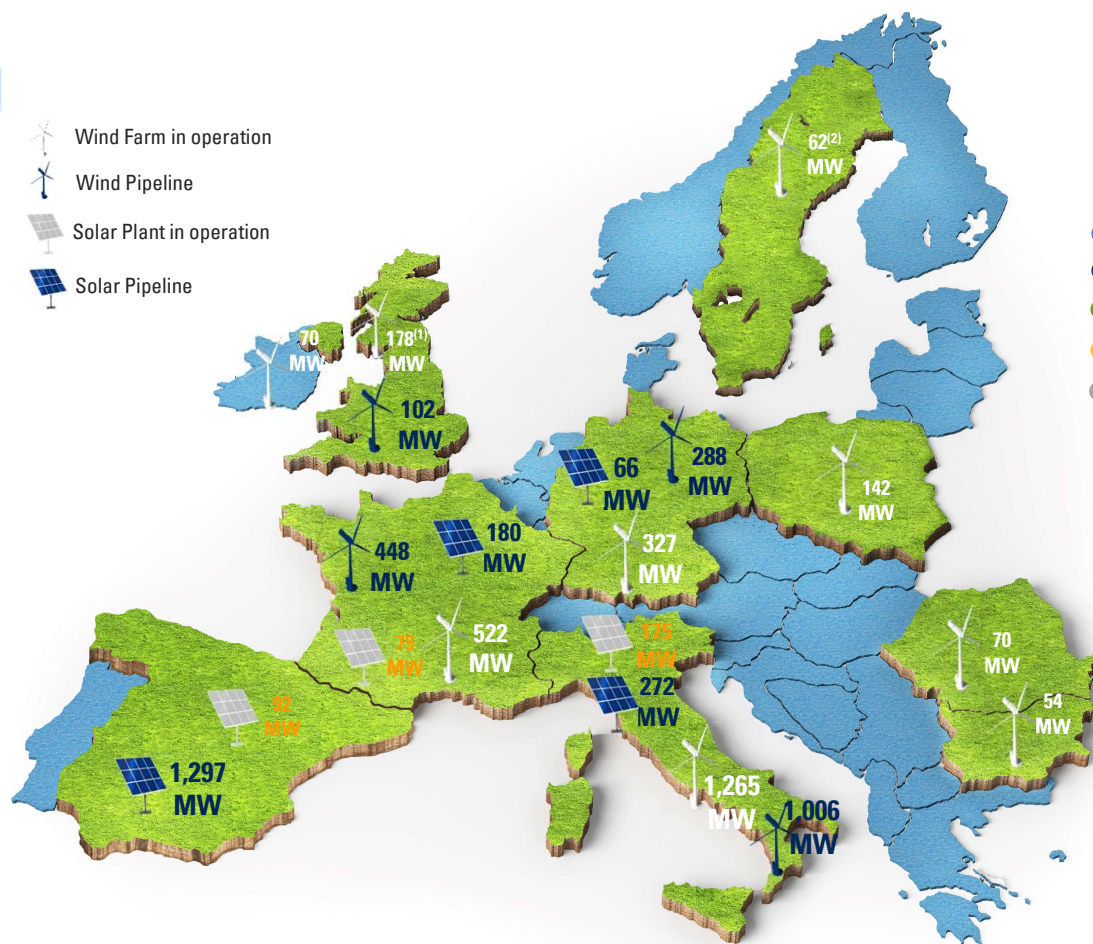 Wind Farm in operation
Wind Pipeline
Solar Plant in operation
Solar Pipeline
62(2)
MW
70
MW
178(1)
MW
102
MW
66
MW
288
MW
142
MW
448
MW
180
MW
327
MW
79
MW
522
MW
175
MW
272
MW
70
MW
54
MW
92
MW
1,297
MW
1,265
MW
1,006
MW